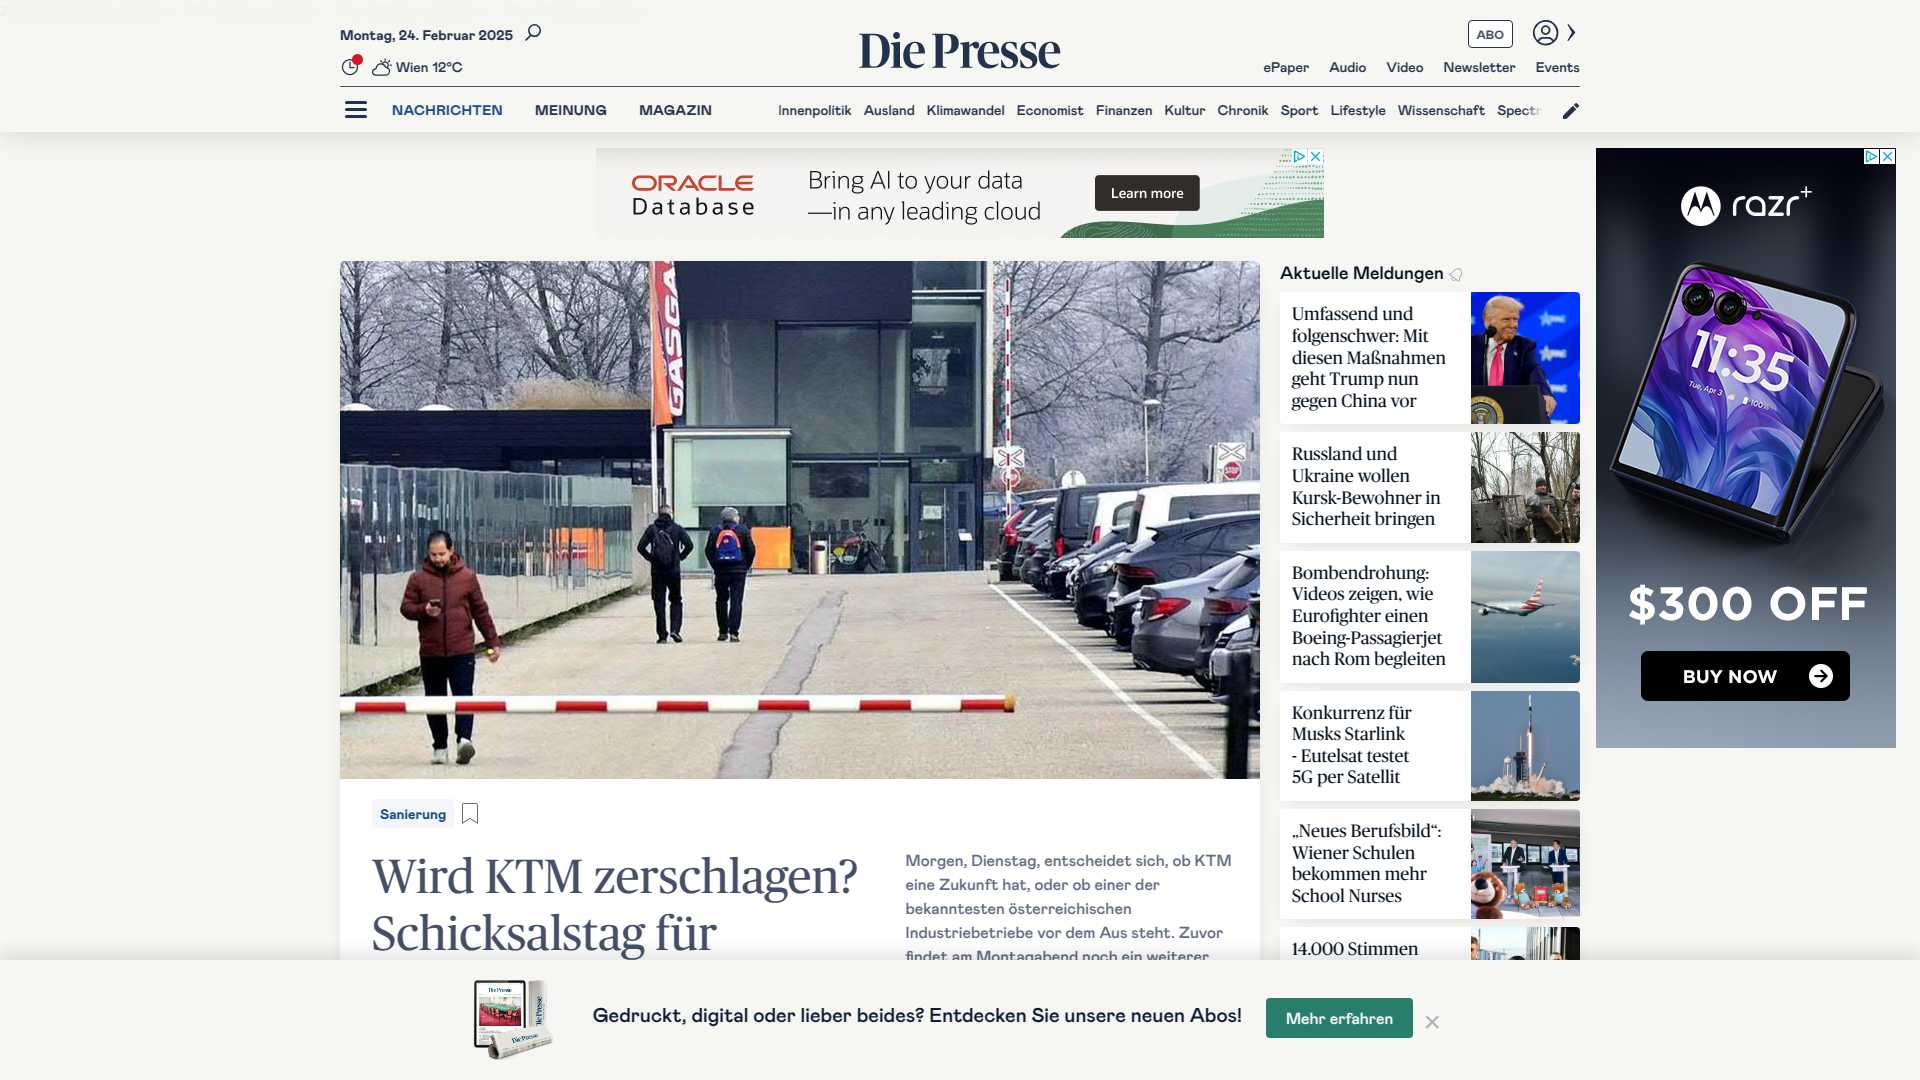 Montag, 24. Februar 2025
Die Presse
ABO
Wien 12°C
ePaper Audio Video Newsletter Events
NACHRICHTEN MEINUNG MAGAZIN
Innenpolitik Ausland Klimawandel Economist Finanzen Kultur Chronik Sport Lifestyle Wissenschaft Spectr
ORACLE
Database
Bring AI to your data
—in any leading cloud
Learn more
razr+
11:35
Tue, Apr 3
100%
$300 OFF
BUY NOW
GASGA
STOP
Sanierung
Wird KTM zerschlagen?
Schicksalstag für
Morgen, Dienstag, entscheidet sich, ob KTM
eine Zukunft hat, oder ob einer der
bekanntesten österreichischen
Industriebetriebe vor dem Aus steht. Zuvor
findet am Montagabend noch ein weiterer
Aktuelle Meldungen
Umfassend und
folgenschwer: Mit
diesen Maßnahmen
geht Trump nun
gegen China vor
Russland und
Ukraine wollen
Kursk-Bewohner in
Sicherheit bringen
Bombendrohung:
Videos zeigen, wie
Eurofighter einen
Boeing-Passagierjet
nach Rom begleiten
Konkurrenz für
Musks Starlink
- Eutelsat testet
5G per Satellit
„Neues Berufsbild“:
Wiener Schulen
bekommen mehr
School Nurses
14.000 Stimmen
Die Presse
Die Presse
Die Presse
Gedruckt, digital oder lieber beides? Entdecken Sie unsere neuen Abos!
Mehr erfahren